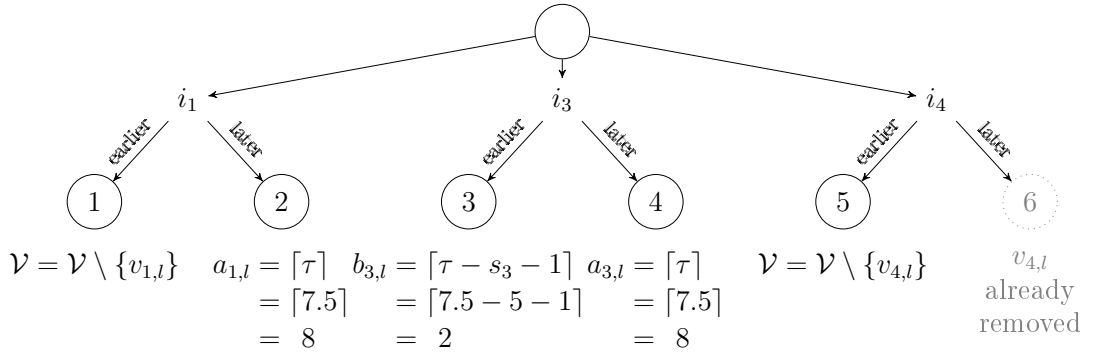 i₁ i₃ i₄
earlier later earlier later earlier later
1 2 3 4 5 6
𝒱 = 𝒱 \ {v₁,ₗ} a₁,ₗ = ⌈τ⌉ b₃,ₗ = ⌈τ − s₃ − 1⌉ a₃,ₗ = ⌈τ⌉ 𝒱 = 𝒱 \ {v₄,ₗ} v₄,ₗ
= ⌈7.5⌉ = ⌈7.5 − 5 − 1⌉ = ⌈7.5⌉ already
= 8 = 2 = 8 removed